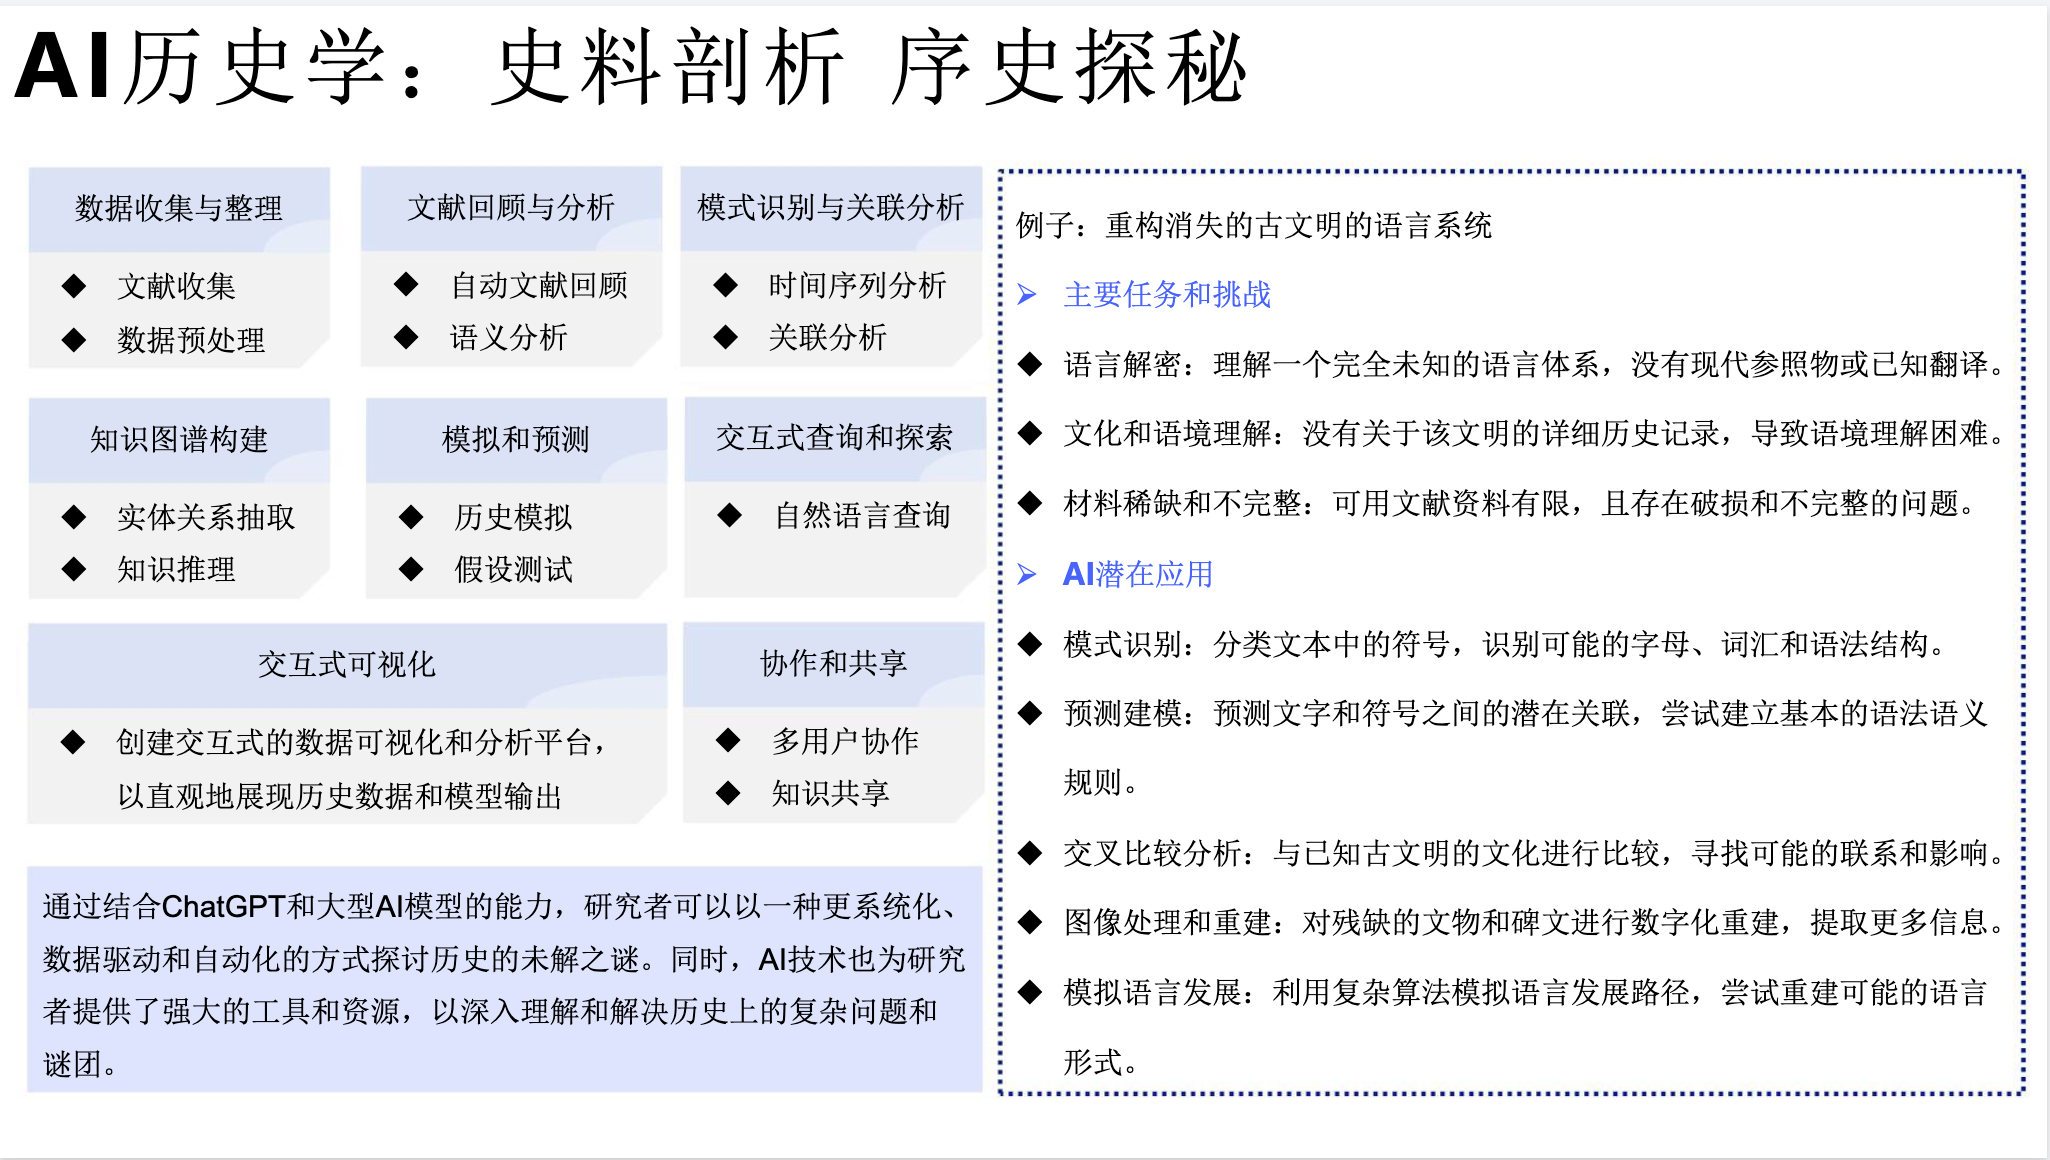 AI历史学： 史料剖析 序史探秘
数据收集与整理
◆ 文献收集
◆ 数据预处理
文献回顾与分析
◆ 自动文献回顾
◆ 语义分析
模式识别与关联分析
◆ 时间序列分析
◆ 关联分析
知识图谱构建
◆ 实体关系抽取
◆ 知识推理
模拟和预测
◆ 历史模拟
◆ 假设测试
交互式查询和探索
◆ 自然语言查询
交互式可视化
◆ 创建交互式的数据可视化和分析平台，
以直观地展现历史数据和模型输出
协作和共享
◆ 多用户协作
◆ 知识共享
通过结合ChatGPT和大型AI模型的能力，研究者可以以一种更系统化、
数据驱动和自动化的方式探讨历史的未解之谜。同时，AI技术也为研究
者提供了强大的工具和资源，以深入理解和解决历史上的复杂问题和
谜团。
例子：重构消失的古文明的语言系统
➢ 主要任务和挑战
◆ 语言解密：理解一个完全未知的语言体系，没有现代参照物或已知翻译。
◆ 文化和语境理解：没有关于该文明的详细历史记录，导致语境理解困难。
◆ 材料稀缺和不完整：可用文献资料有限，且存在破损和不完整的问题。
➢ AI潜在应用
◆ 模式识别：分类文本中的符号，识别可能的字母、词汇和语法结构。
◆ 预测建模：预测文字和符号之间的潜在关联，尝试建立基本的语法语义
规则。
◆ 交叉比较分析：与已知古文明的文化进行比较，寻找可能的联系和影响。
◆ 图像处理和重建：对残缺的文物和碑文进行数字化重建，提取更多信息。
◆ 模拟语言发展：利用复杂算法模拟语言发展路径，尝试重建可能的语言
形式。